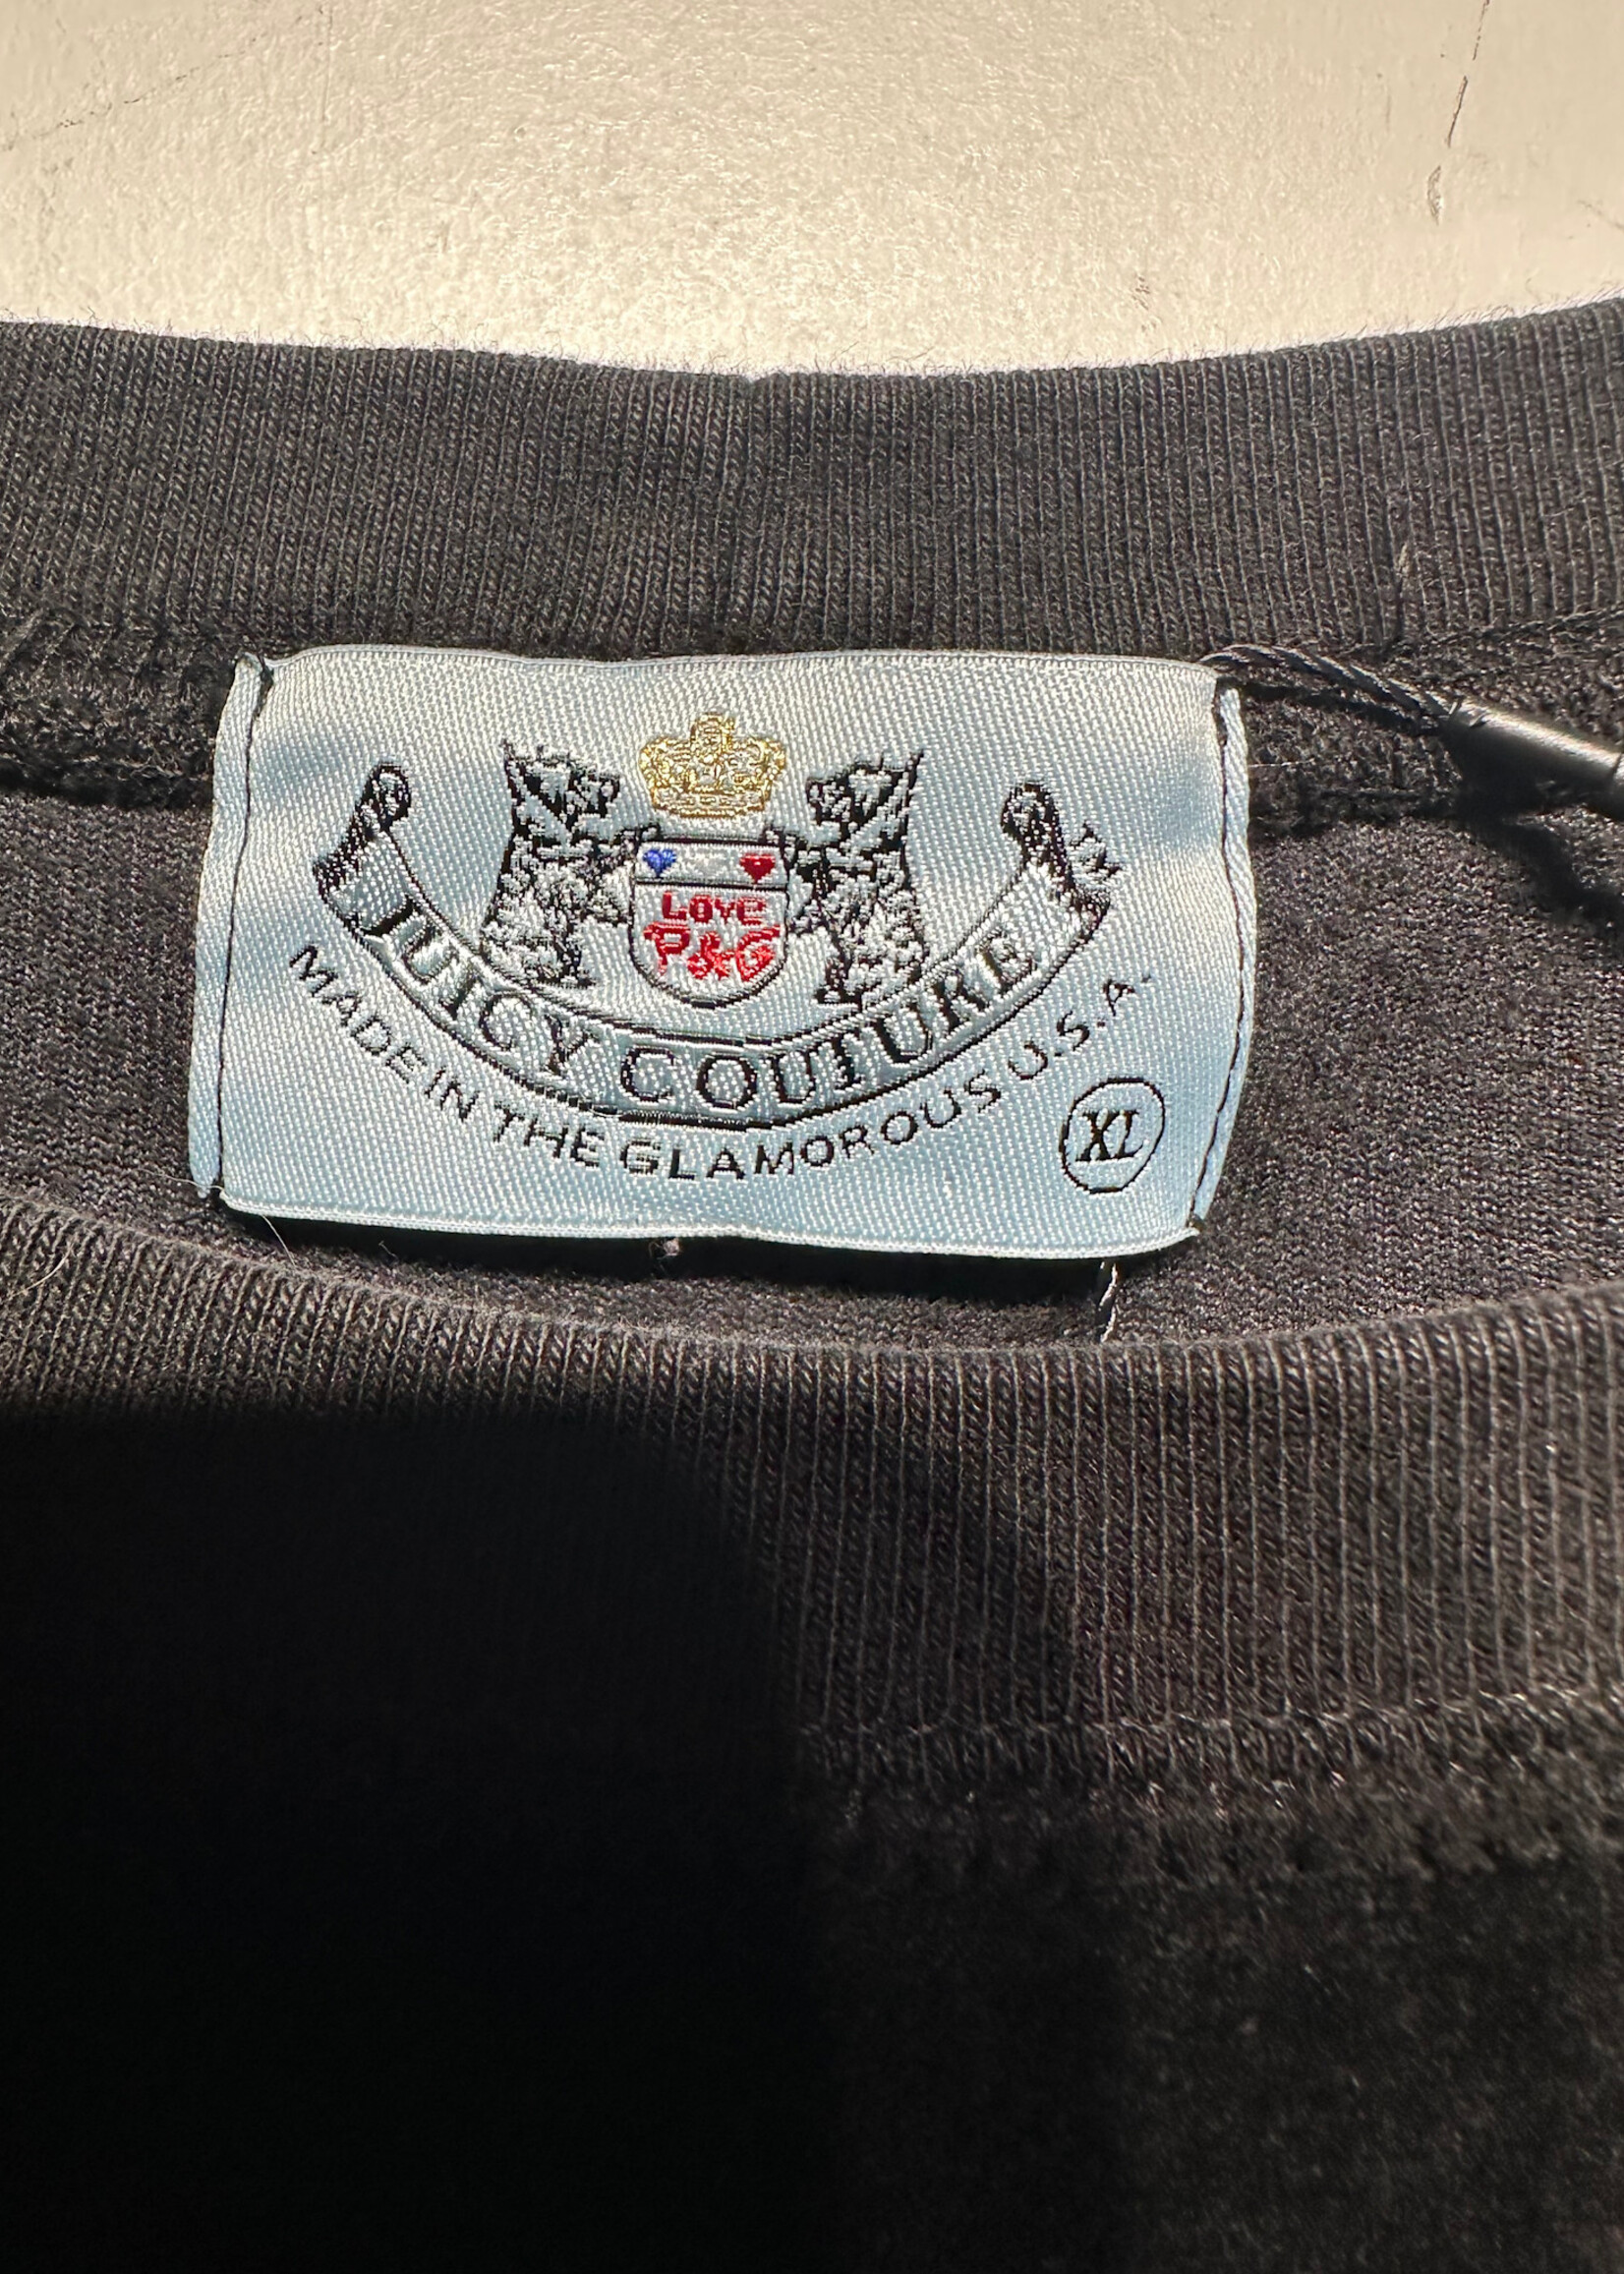 LOVE
P&G
JUICY COUTURE
MADE IN THE GLAMOROUS U.S.A.
XL